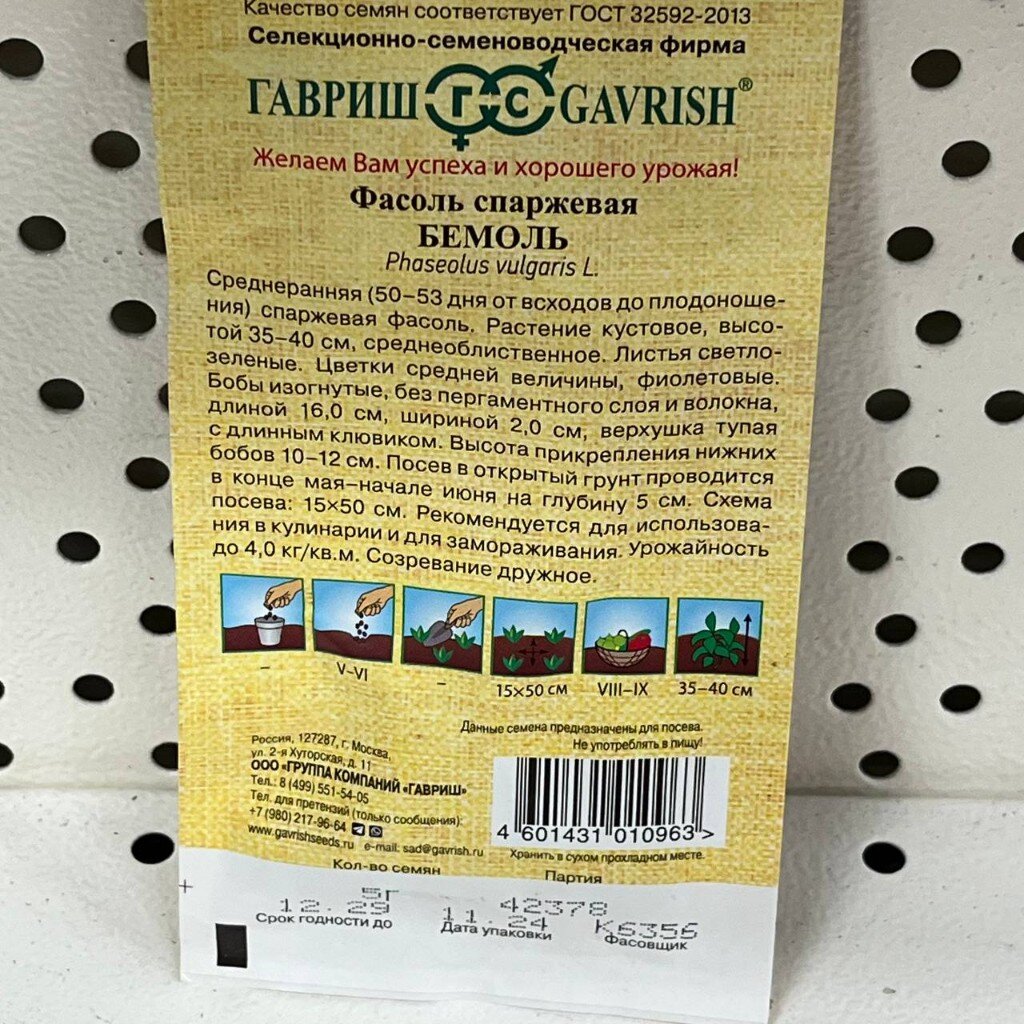 Качество семян соответствует ГОСТ 32592-2013
Селекционно-семеноводческая фирма
ГАВРИШ Г С GAVRISH®
Желаем Вам успеха и хорошего урожая!
Фасоль спаржевая
БЕМОЛЬ
Phaseolus vulgaris L.
Среднеранняя (50–53 дня от всходов до плодоноше-
ния) спаржевая фасоль. Растение кустовое, высо-
той 35–40 см, среднеоблиственное. Листья светло-
зеленые. Цветки средней величины, фиолетовые.
Бобы изогнутые, без пергаментного слоя и волокна,
длиной 16,0 см, шириной 2,0 см, верхушка тупая
с длинным клювиком. Высота прикрепления нижних
бобов 10–12 см. Посев в открытый грунт проводится
в конце мая–начале июня на глубину 5 см. Схема
посева: 15×50 см. Рекомендуется для использова-
ния в кулинарии и для замораживания. Урожайность
до 4,0 кг/кв.м. Созревание дружное.
– V–VI – 15×50 см VIII–IX 35–40 см
Данные семена предназначены для посева.
Не употреблять в пищу!
Россия, 127287, г. Москва,
ул. 2-я Хуторская, д. 11
ООО «ГРУППА КОМПАНИЙ «ГАВРИШ»
Тел.: 8 (499) 551-54-05
Тел. для претензий (только сообщения):
+7 (980) 217-96-64
www.gavrishseeds.ru e-mail: sad@gavrish.ru
4 601431 010963 >
Хранить в сухом прохладном месте.
Кол-во семян Партия
5г 42378
12.29 11.24 К6356
Срок годности до Дата упаковки Фасовщик